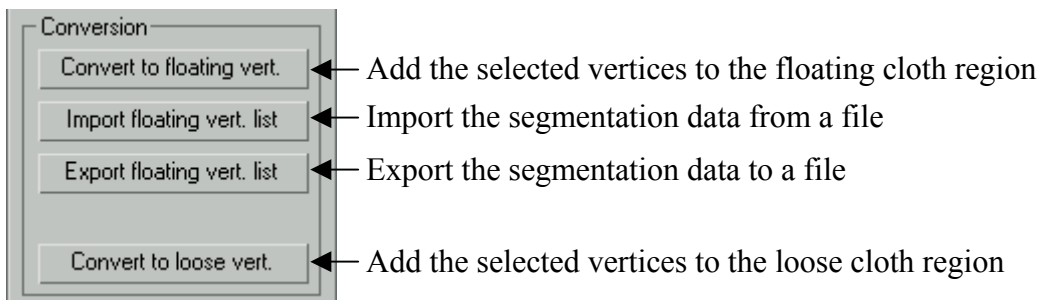 Conversion
Convert to floating vert. Add the selected vertices to the floating cloth region
Import floating vert. list Import the segmentation data from a file
Export floating vert. list Export the segmentation data to a file
Convert to loose vert. Add the selected vertices to the loose cloth region